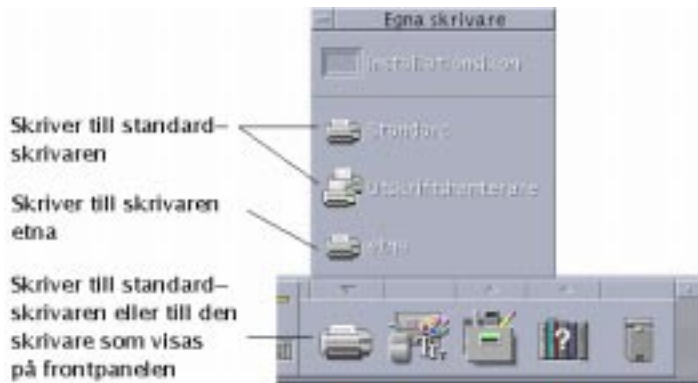 Egna skrivare
Installationsikon
Standard
Utskriftshanterare
etna
Skriver till standard–
skrivaren
Skriver till skrivaren
etna
Skriver till standard–
skrivaren eller till den
skrivare som visas
på frontpanelen
?